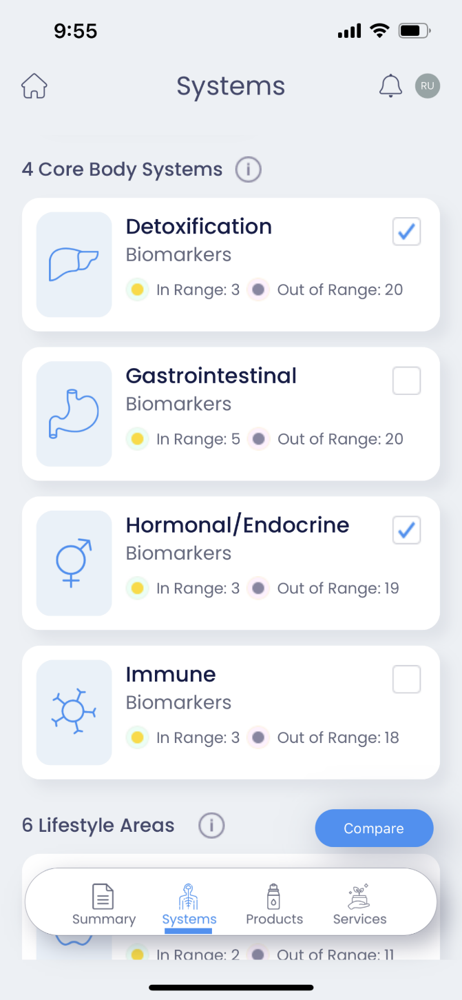 9:55
Systems
RU
4 Core Body Systems
i
Detoxification
Biomarkers
In Range: 3 Out of Range: 20
Gastrointestinal
Biomarkers
In Range: 5 Out of Range: 20
Hormonal/Endocrine
Biomarkers
In Range: 3 Out of Range: 19
Immune
Biomarkers
In Range: 3 Out of Range: 18
6 Lifestyle Areas
i
Compare
Summary Systems Products Services
In Range: 2 Out of Range: 11